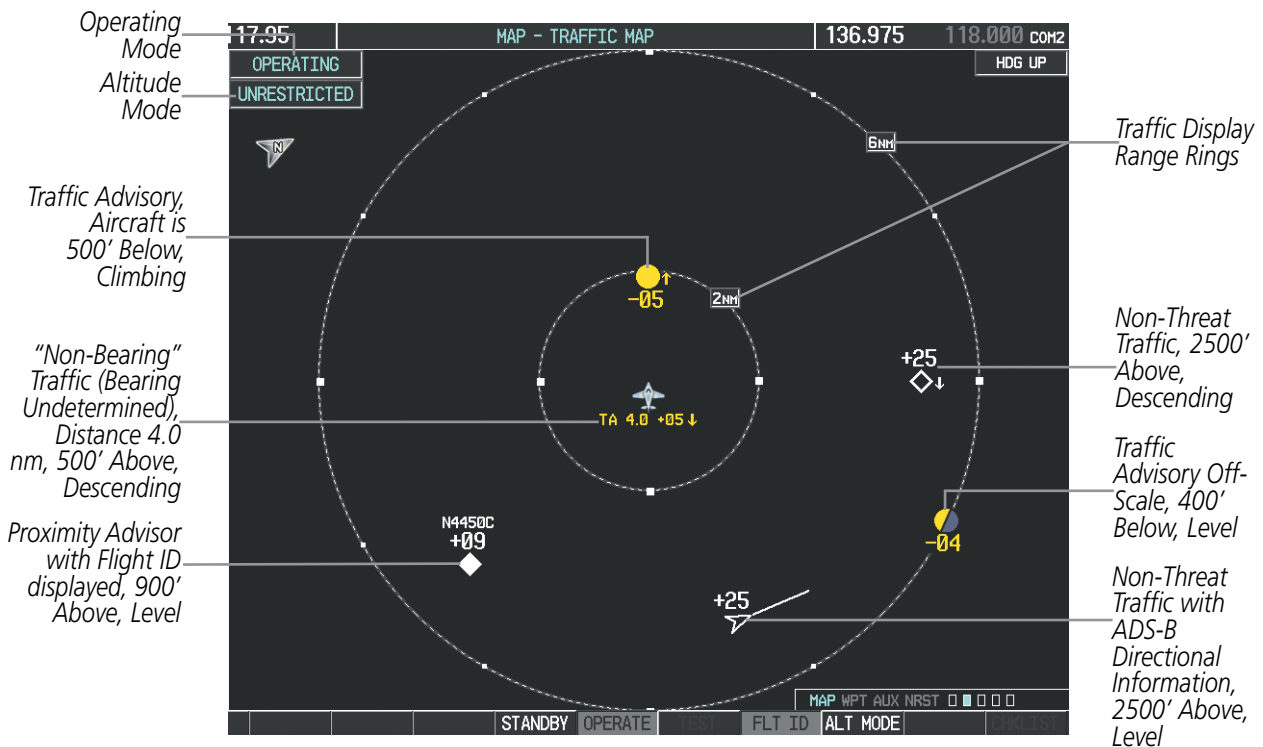 Operating
Mode
Altitude
Mode
Traffic Advisory,
Aircraft is
500’ Below,
Climbing
“Non-Bearing”
Traffic (Bearing
Undetermined),
Distance 4.0
nm, 500’ Above,
Descending
Proximity Advisor
with Flight ID
displayed, 900’
Above, Level
17.95
MAP - TRAFFIC MAP
136.975
118.000 COM2
OPERATING
UNRESTRICTED
HDG UP
N
6NM
-05
2NM
+25
TA 4.0 +05↓
N4450C
+09
-04
+25
MAP WPT AUX NRST
STANDBY
OPERATE
TEST
FLT ID
ALT MODE
CHKLIST
Traffic Display
Range Rings
Non-Threat
Traffic, 2500’
Above,
Descending
Traffic
Advisory Off-
Scale, 400’
Below, Level
Non-Threat
Traffic with
ADS-B
Directional
Information,
2500’ Above,
Level